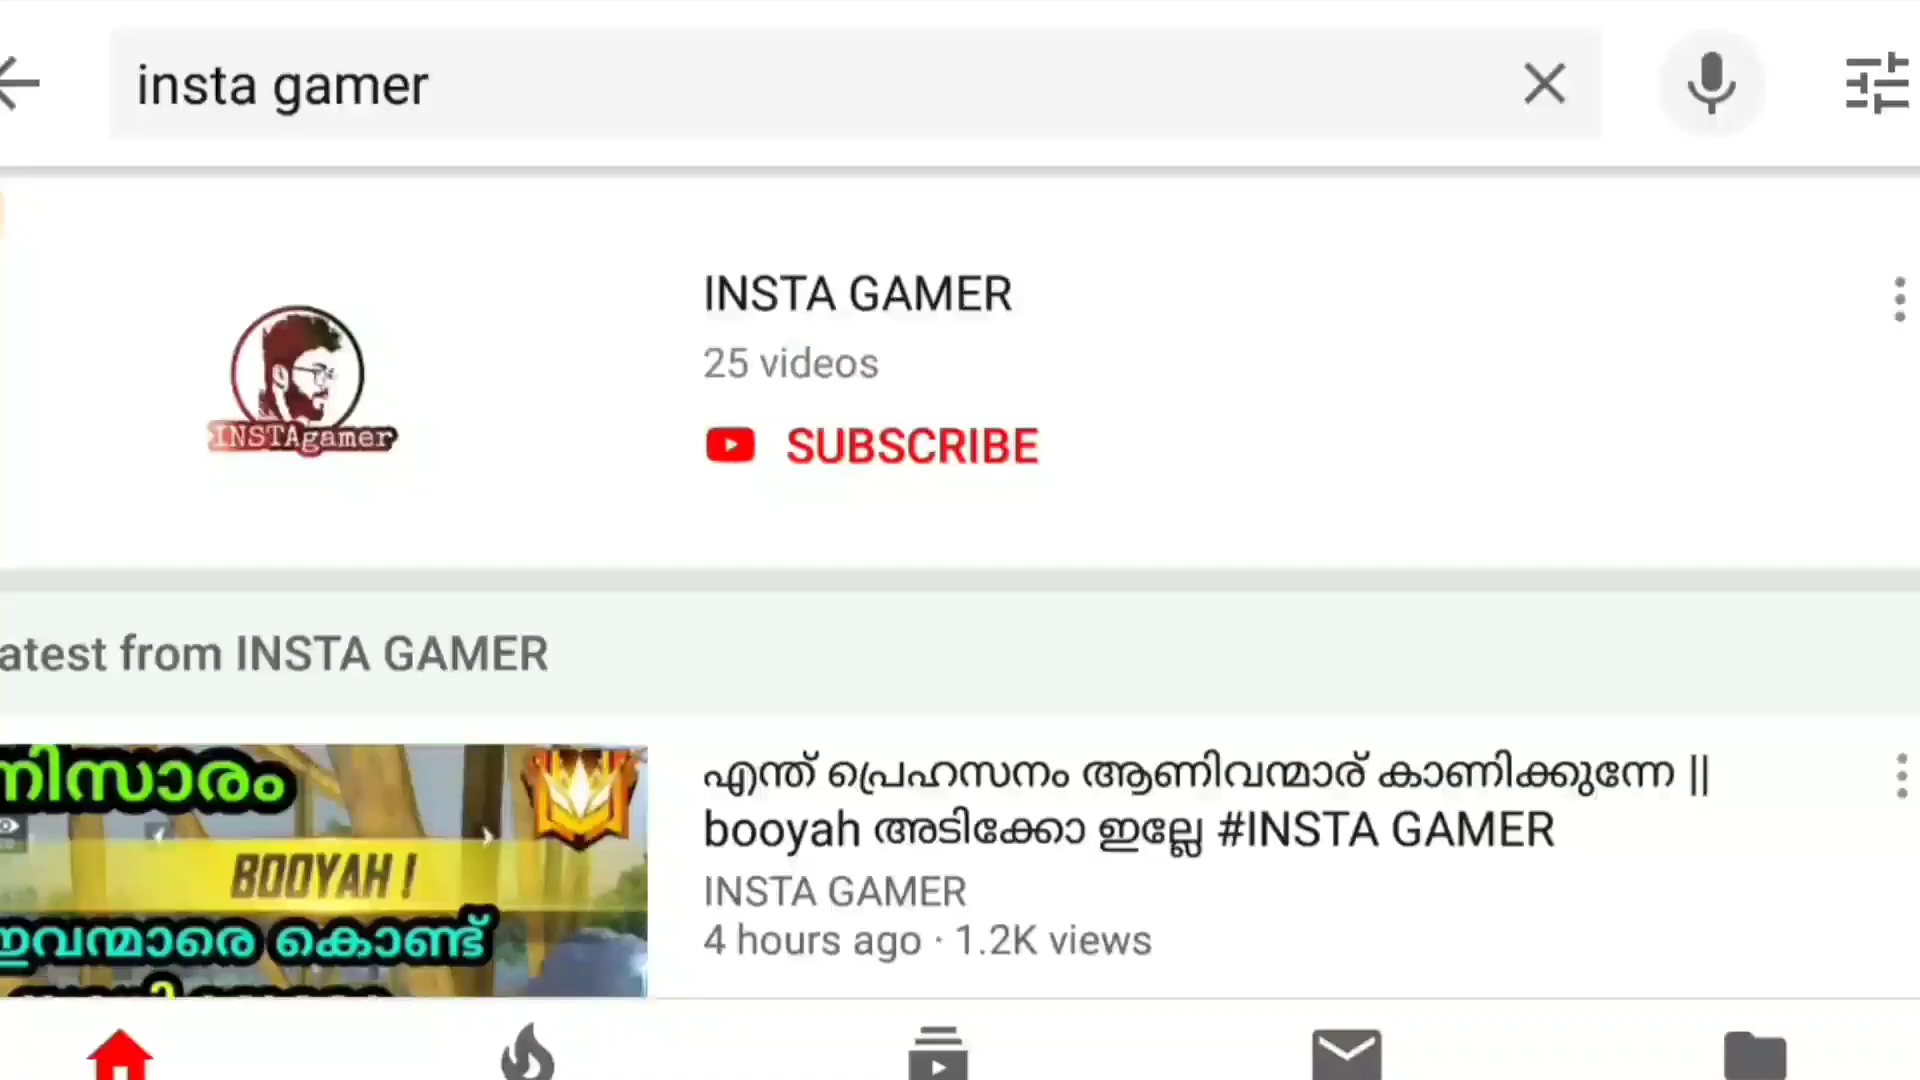 insta gamer
INSTA GAMER
25 videos
INSTAgamer
SUBSCRIBE
atest from INSTA GAMER
നിസാരം
BOOYAH !
ഇവന്മാരെ കൊണ്ട്
എന്ത് പ്രെഹസനം ആണിവന്മാര് കാണിക്കുന്നേ ||
booyah അടിക്കോ ഇല്ലേ #INSTA GAMER
INSTA GAMER
4 hours ago · 1.2K views